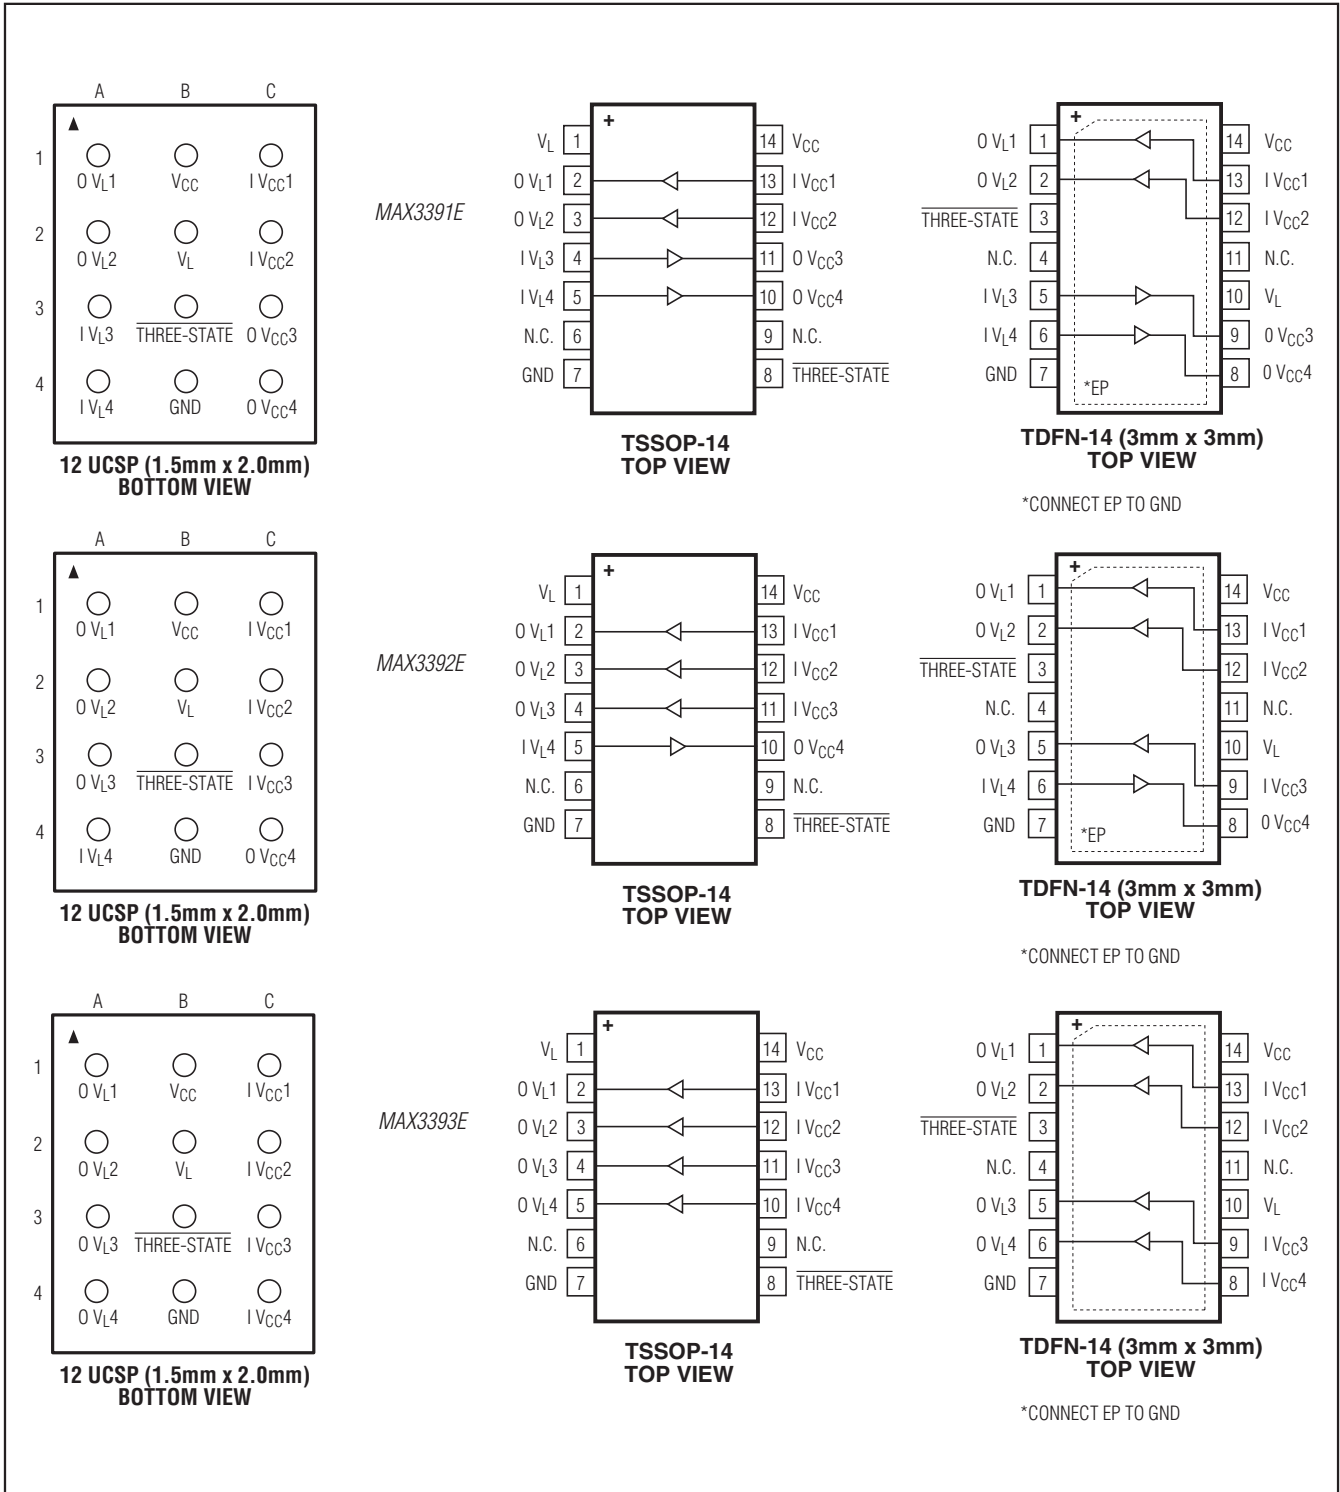 A B C
1
O VL1 VCC I VCC1
2
O VL2 VL I VCC2
3
I VL3 THREE-STATE O VCC3
4
I VL4 GND O VCC4
12 UCSP (1.5mm x 2.0mm)
BOTTOM VIEW
MAX3391E
+
VL 1 14 VCC
O VL1 2 13 I VCC1
O VL2 3 12 I VCC2
I VL3 4 11 O VCC3
I VL4 5 10 O VCC4
N.C. 6 9 N.C.
GND 7 8 THREE-STATE
TSSOP-14
TOP VIEW
+
O VL1 1 14 VCC
O VL2 2 13 I VCC1
THREE-STATE 3 12 I VCC2
N.C. 4 11 N.C.
I VL3 5 10 VL
I VL4 6 9 O VCC3
GND 7 *EP 8 O VCC4
TDFN-14 (3mm x 3mm)
TOP VIEW
*CONNECT EP TO GND
A B C
1
O VL1 VCC I VCC1
2
O VL2 VL I VCC2
3
O VL3 THREE-STATE I VCC3
4
I VL4 GND O VCC4
12 UCSP (1.5mm x 2.0mm)
BOTTOM VIEW
MAX3392E
+
VL 1 14 VCC
O VL1 2 13 I VCC1
O VL2 3 12 I VCC2
O VL3 4 11 I VCC3
I VL4 5 10 O VCC4
N.C. 6 9 N.C.
GND 7 8 THREE-STATE
TSSOP-14
TOP VIEW
+
O VL1 1 14 VCC
O VL2 2 13 I VCC1
THREE-STATE 3 12 I VCC2
N.C. 4 11 N.C.
O VL3 5 10 VL
I VL4 6 9 I VCC3
GND 7 *EP 8 O VCC4
TDFN-14 (3mm x 3mm)
TOP VIEW
*CONNECT EP TO GND
A B C
1
O VL1 VCC I VCC1
2
O VL2 VL I VCC2
3
O VL3 THREE-STATE I VCC3
4
O VL4 GND I VCC4
12 UCSP (1.5mm x 2.0mm)
BOTTOM VIEW
MAX3393E
+
VL 1 14 VCC
O VL1 2 13 I VCC1
O VL2 3 12 I VCC2
O VL3 4 11 I VCC3
O VL4 5 10 I VCC4
N.C. 6 9 N.C.
GND 7 8 THREE-STATE
TSSOP-14
TOP VIEW
+
O VL1 1 14 VCC
O VL2 2 13 I VCC1
THREE-STATE 3 12 I VCC2
N.C. 4 11 N.C.
O VL3 5 10 VL
O VL4 6 9 I VCC3
GND 7 8 I VCC4
TDFN-14 (3mm x 3mm)
TOP VIEW
*CONNECT EP TO GND